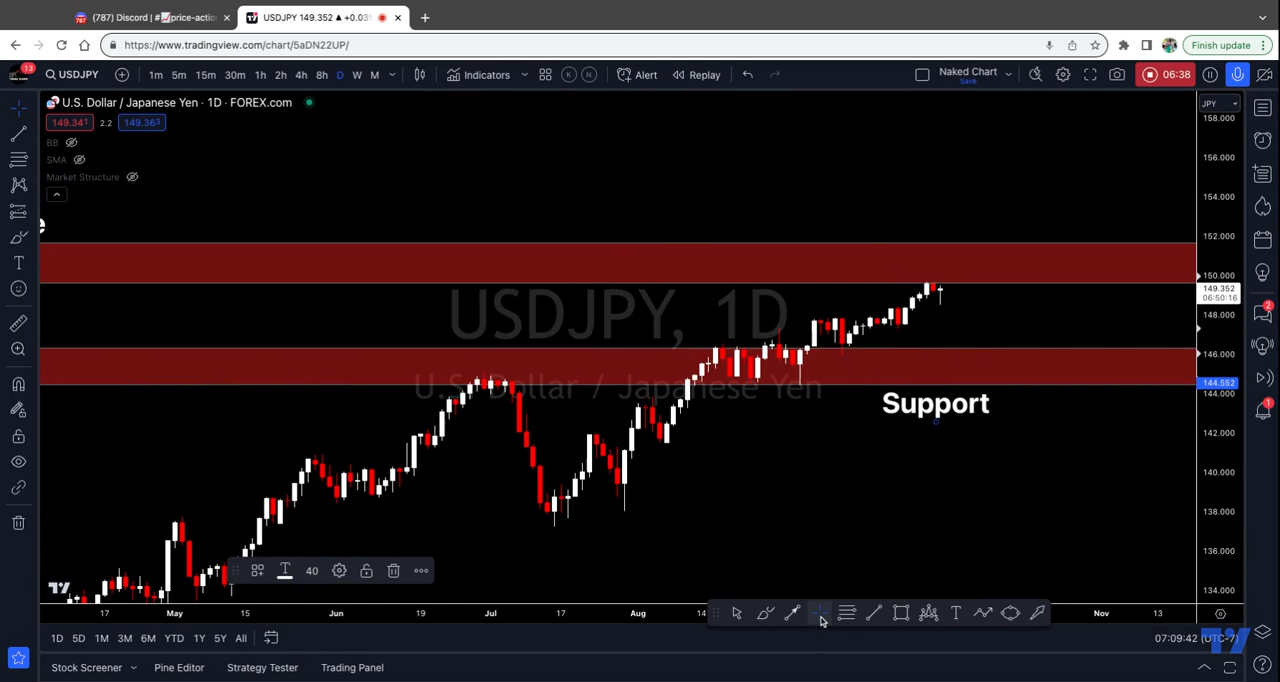 (787) Discord | #📈price-actio
USDJPY 149.352 ▲ +0.03%
https://www.tradingview.com/chart/5aDN22UP/
Finish update
13
USDJPY
1m 5m 15m 30m 1h 2h 4h 8h D W M
Indicators
K N
Alert
Replay
Naked Chart
Save
06:38
U.S. Dollar / Japanese Yen · 1D · FOREX.com
JPY
149.341 2.2 149.363
BB
SMA
Market Structure
158.000
156.000
154.000
152.000
150.000
149.352
06:50:16
148.000
146.000
144.552
144.000
142.000
140.000
138.000
136.000
134.000
USDJPY, 1D
U.S. Dollar / Japanese Yen
e
Support
2
1
T 40
17 May 15 Jun 19 Jul 17 Aug 14 Nov 13
1D 5D 1M 3M 6M YTD 1Y 5Y All
07:09:42 (UTC-7)
Stock Screener Pine Editor Strategy Tester Trading Panel